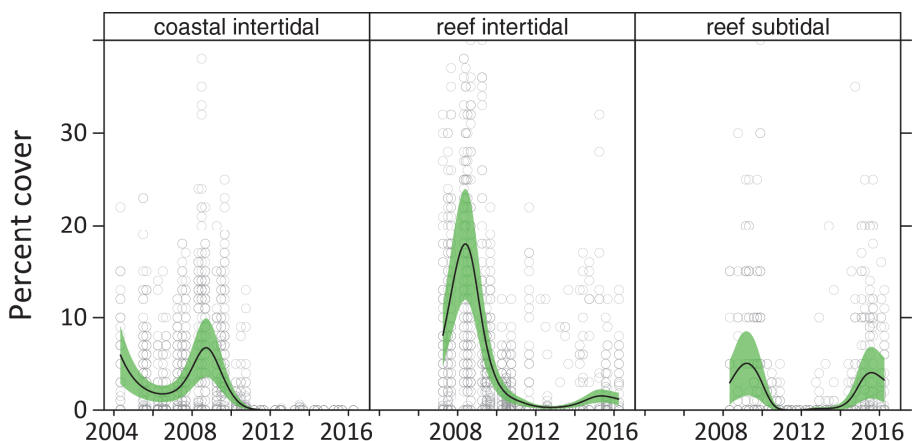 coastal intertidal
reef intertidal
reef subtidal
Percent cover
30
20
10
0
2004 2008 2012 2016
2008 2012 2016
2008 2012 2016